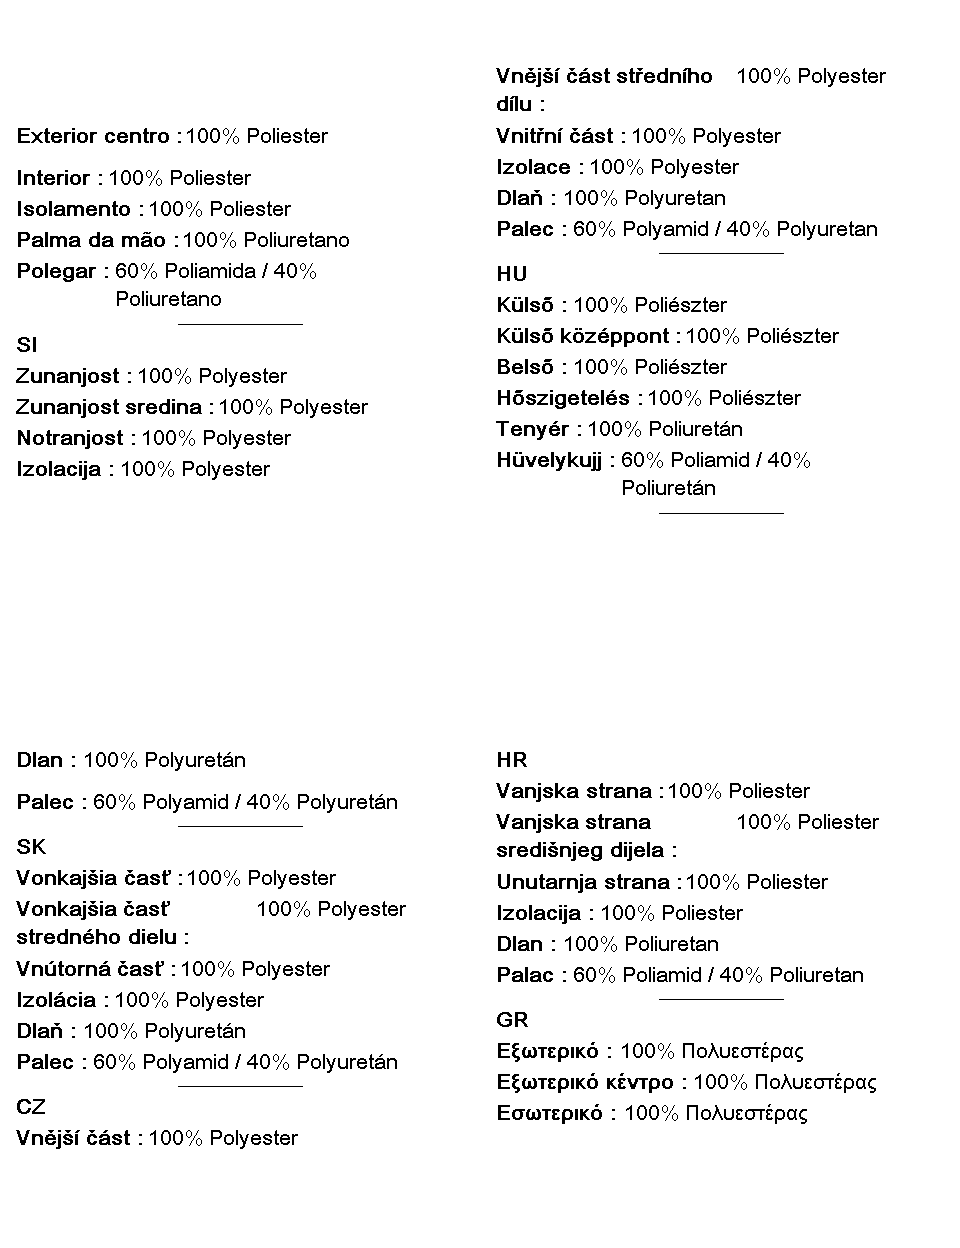 Exterior centro : 100% Poliester
Interior : 100% Poliester
Isolamento : 100% Poliester
Palma da mão : 100% Poliuretano
Polegar : 60% Poliamida / 40%
Poliuretano
SI
Zunanjost : 100% Polyester
Zunanjost sredina : 100% Polyester
Notranjost : 100% Polyester
Izolacija : 100% Polyester
Dlan : 100% Polyuretán
Palec : 60% Polyamid / 40% Polyuretán
SK
Vonkajšia časť : 100% Polyester
Vonkajšia časť 100% Polyester
stredného dielu :
Vnútorná časť : 100% Polyester
Izolácia : 100% Polyester
Dlaň : 100% Polyuretán
Palec : 60% Polyamid / 40% Polyuretán
CZ
Vnější část : 100% Polyester
Vnější část středního 100% Polyester
dílu :
Vnitřní část : 100% Polyester
Izolace : 100% Polyester
Dlaň : 100% Polyuretan
Palec : 60% Polyamid / 40% Polyuretan
HU
Külsõ : 100% Poliészter
Külsõ középpont : 100% Poliészter
Belsõ : 100% Poliészter
Hőszigetelés : 100% Poliészter
Tenyér : 100% Poliuretán
Hüvelykujj : 60% Poliamid / 40%
Poliuretán
HR
Vanjska strana : 100% Poliester
Vanjska strana 100% Poliester
središnjeg dijela :
Unutarnja strana : 100% Poliester
Izolacija : 100% Poliester
Dlan : 100% Poliuretan
Palac : 60% Poliamid / 40% Poliuretan
GR
Εξωτερικό : 100% Πολυεστέρας
Εξωτερικό κέντρο : 100% Πολυεστέρας
Εσωτερικό : 100% Πολυεστέρας